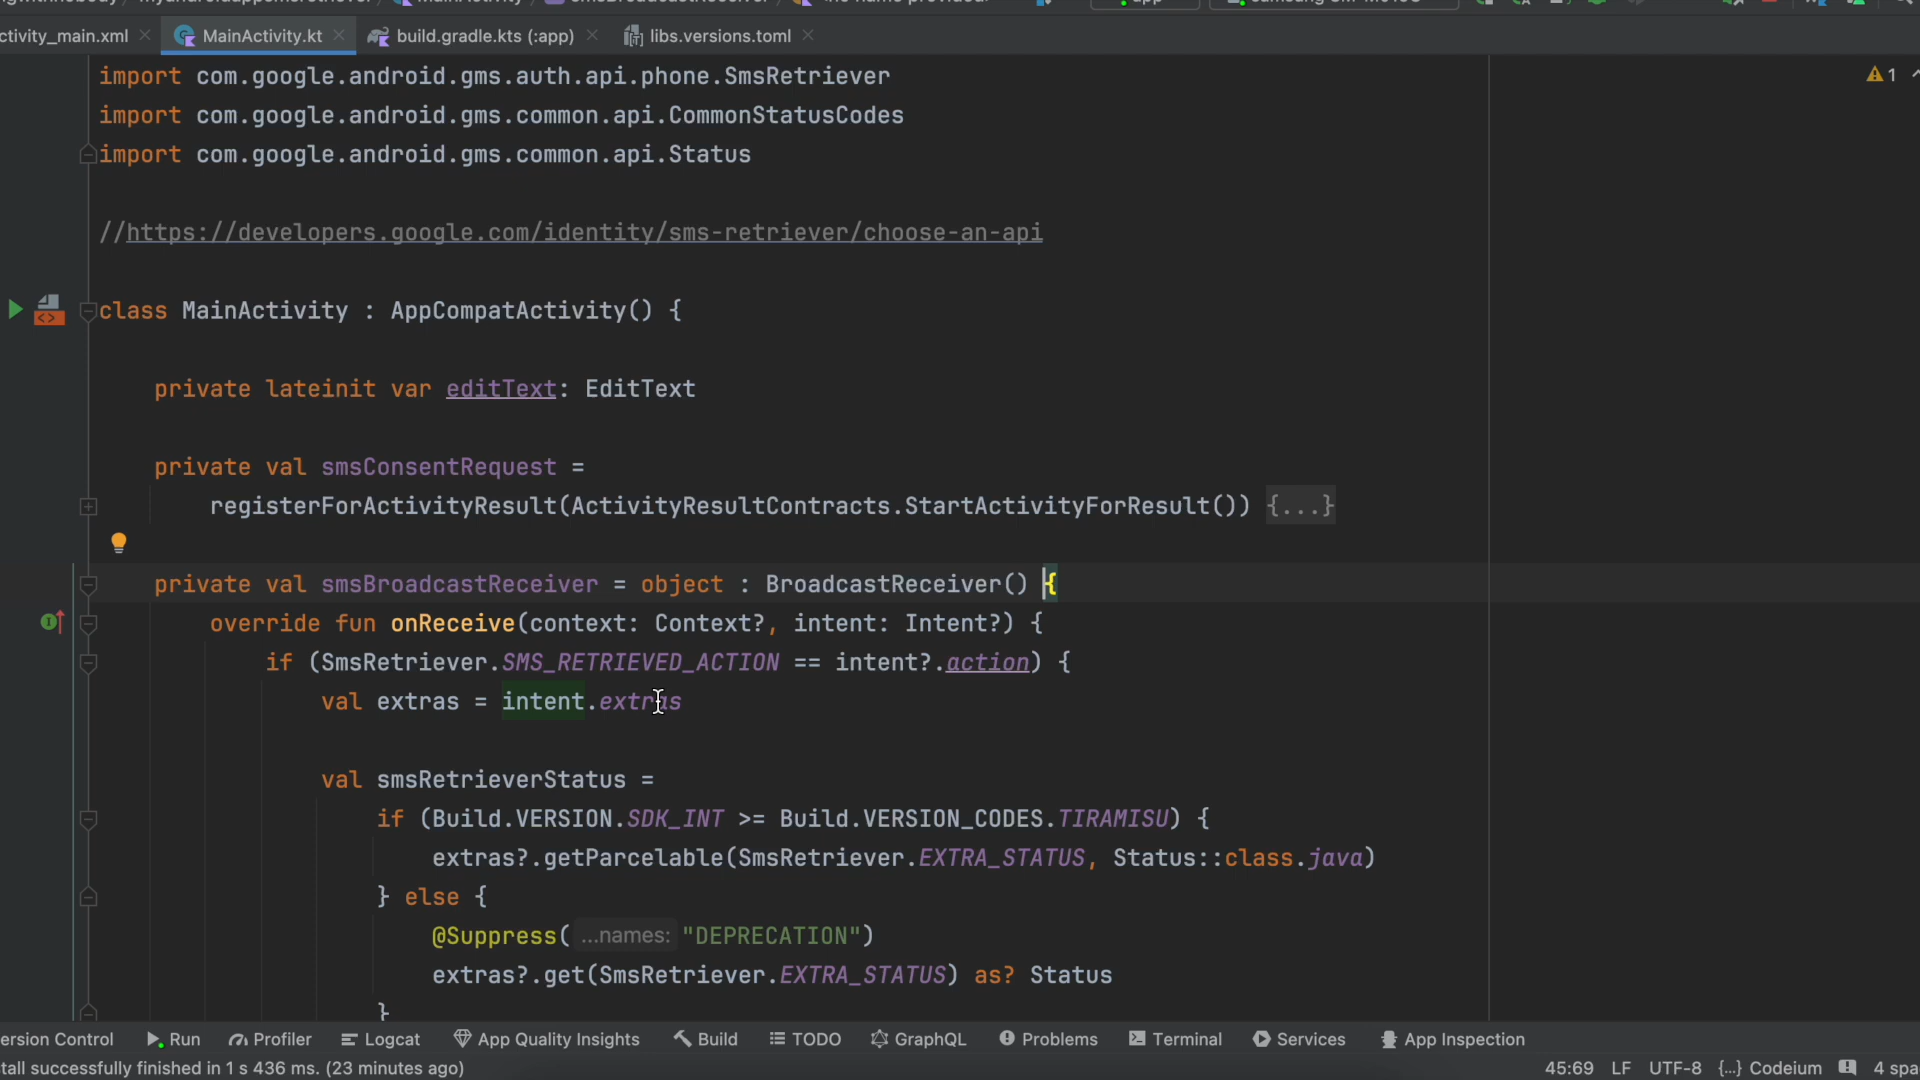 ctivity_main.xml MainActivity.kt build.gradle.kts (:app) libs.versions.toml
import com.google.android.gms.auth.api.phone.SmsRetriever
1
import com.google.android.gms.common.api.CommonStatusCodes
import com.google.android.gms.common.api.Status
//https://developers.google.com/identity/sms-retriever/choose-an-api
class MainActivity : AppCompatActivity() {
private lateinit var editText: EditText
private val smsConsentRequest =
registerForActivityResult(ActivityResultContracts.StartActivityForResult()) {...}
private val smsBroadcastReceiver = object : BroadcastReceiver() {
override fun onReceive(context: Context?, intent: Intent?) {
if (SmsRetriever.SMS_RETRIEVED_ACTION == intent?.action) {
val extras = intent.extras
val smsRetrieverStatus =
if (Build.VERSION.SDK_INT >= Build.VERSION_CODES.TIRAMISU) {
extras?.getParcelable(SmsRetriever.EXTRA_STATUS, Status::class.java)
} else {
@Suppress( ...names: "DEPRECATION")
extras?.get(SmsRetriever.EXTRA_STATUS) as? Status
}
ersion Control Run Profiler Logcat App Quality Insights Build TODO GraphQL Problems Terminal Services App Inspection
tall successfully finished in 1 s 436 ms. (23 minutes ago) 45:69 LF UTF-8 {...} Codeium 4 spa